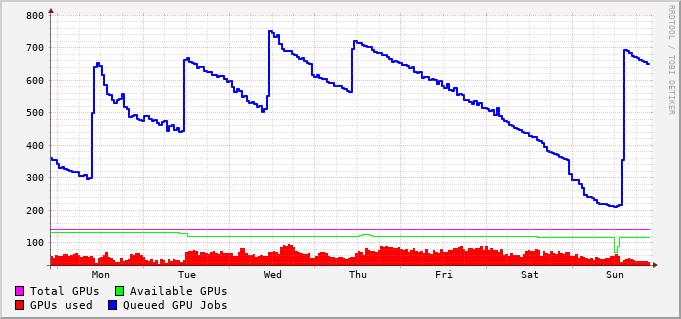 800
700
600
500
400
300
200
100
Mon Tue Wed Thu Fri Sat Sun
Total GPUs Available GPUs
GPUs used Queued GPU Jobs
RRDTOOL / TOBI OETIKER